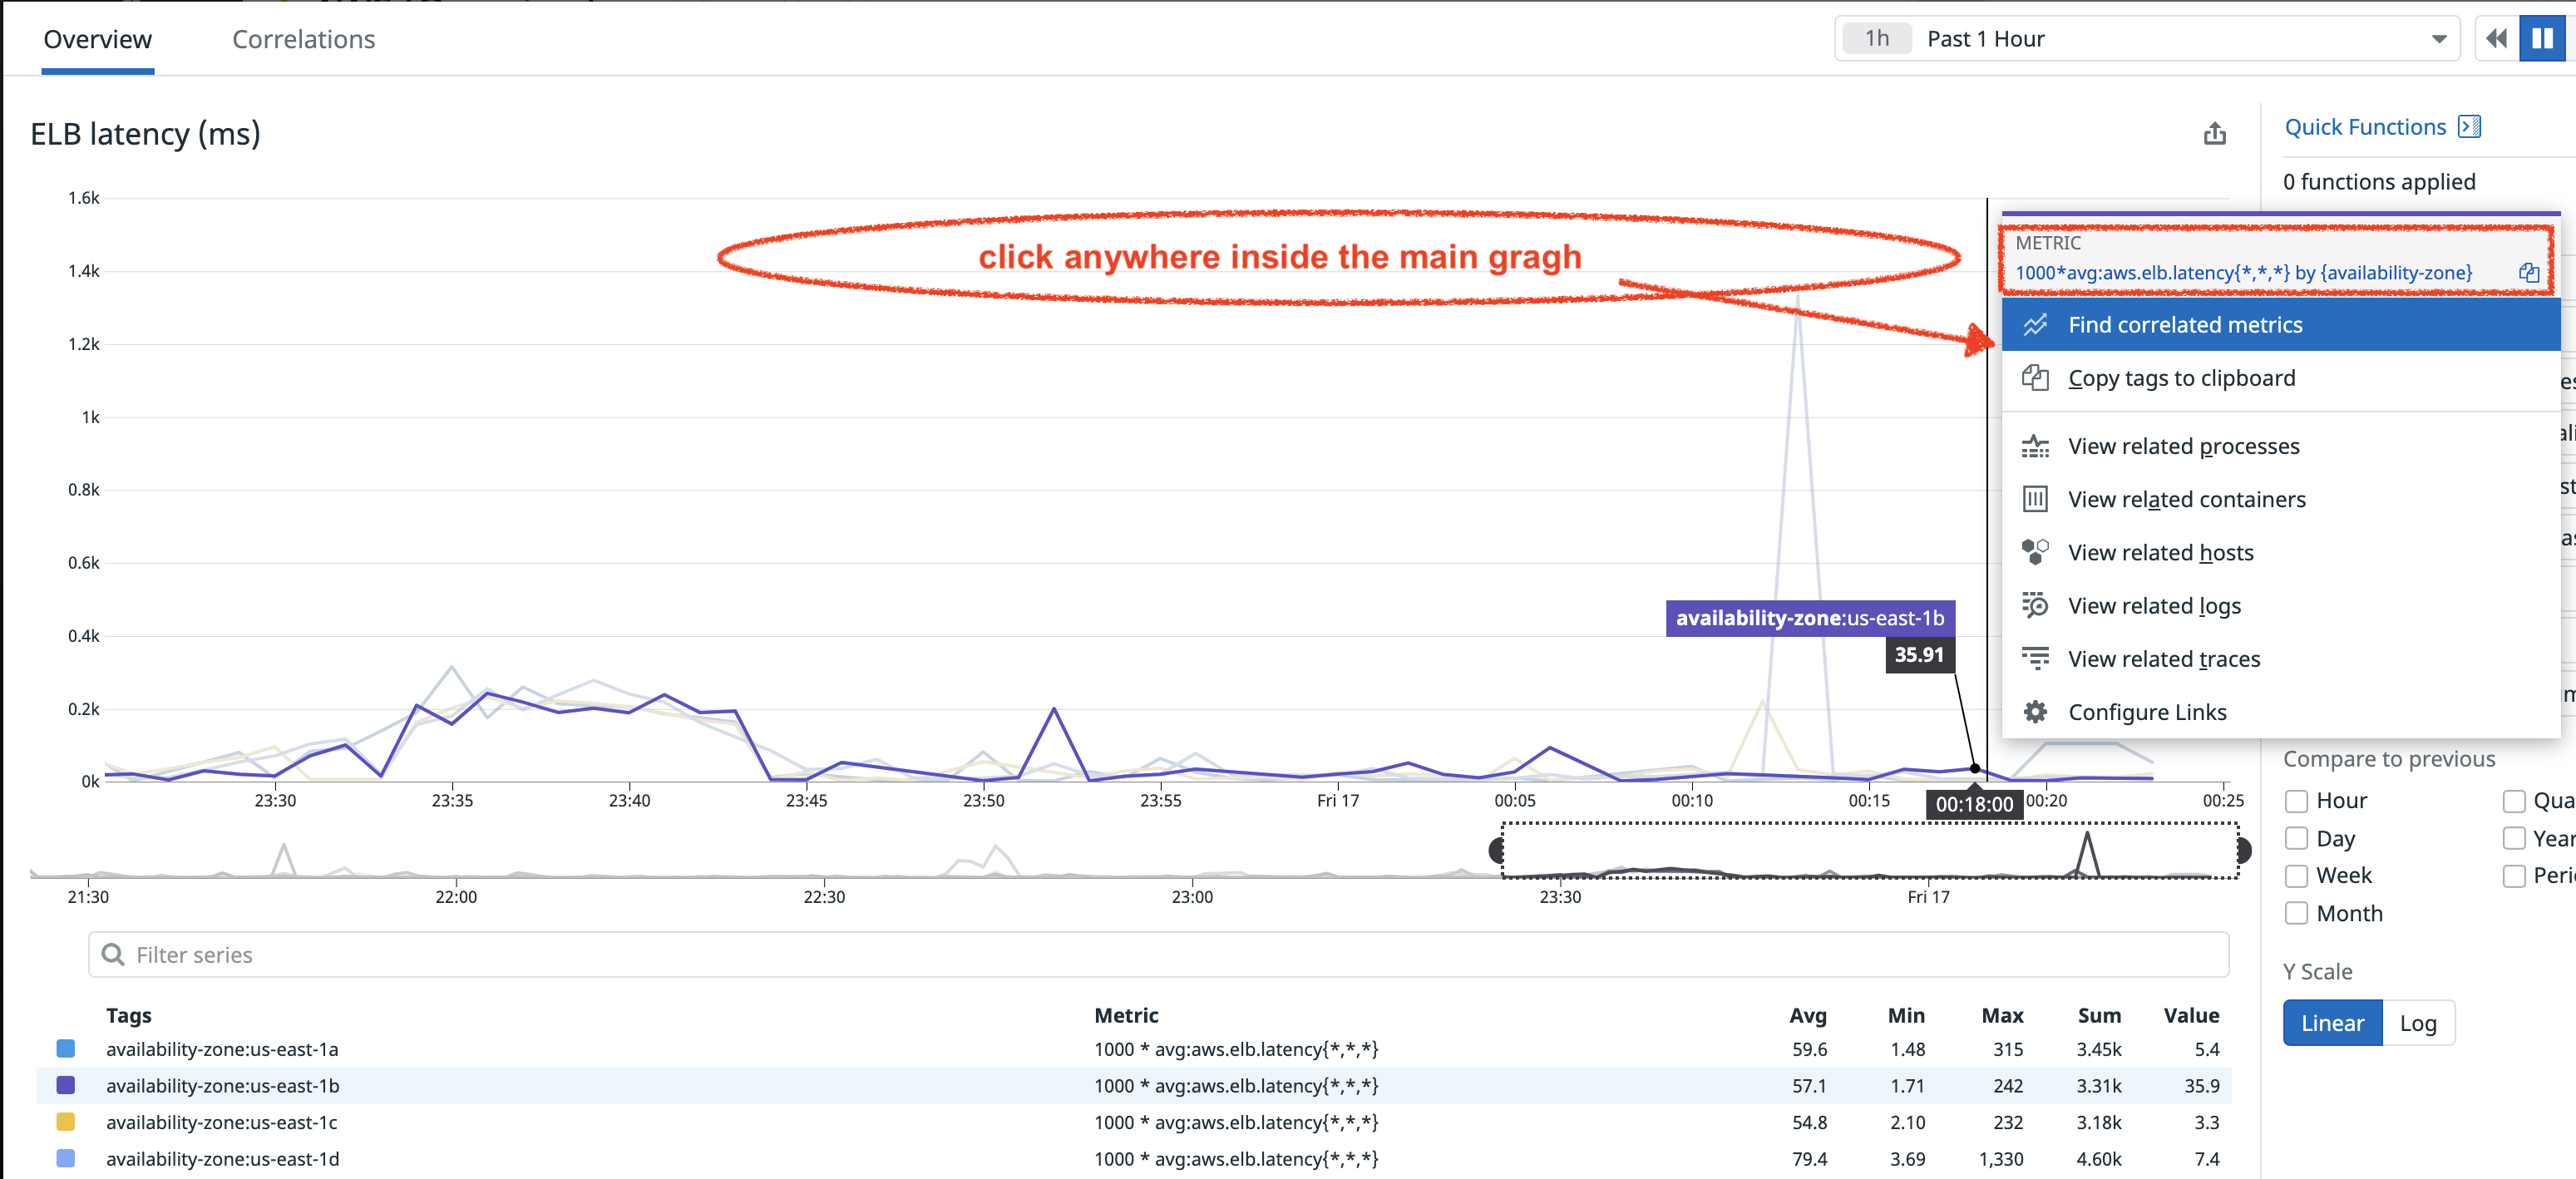 Overview
Correlations
1h
Past 1 Hour
ELB latency (ms)
Quick Functions
0 functions applied
1.6k
1.4k
1.2k
1k
0.8k
0.6k
0.4k
0.2k
0k
click anywhere inside the main gragh
METRIC
1000*avg:aws.elb.latency{*,*,*} by {availability-zone}
Find correlated metrics
Copy tags to clipboard
View related processes
View related containers
View related hosts
View related logs
View related traces
Configure Links
availability-zone:us-east-1b
35.91
23:30
23:35
23:40
23:45
23:50
23:55
Fri 17
00:05
00:10
00:15
00:18:00
00:20
00:25
21:30
22:00
22:30
23:00
23:30
Fri 17
Compare to previous
Hour
Day
Week
Month
Y Scale
Linear
Log
Filter series
Tags Metric Avg Min Max Sum Value
availability-zone:us-east-1a 1000 * avg:aws.elb.latency{*,*,*} 59.6 1.48 315 3.45k 5.4
availability-zone:us-east-1b 1000 * avg:aws.elb.latency{*,*,*} 57.1 1.71 242 3.31k 35.9
availability-zone:us-east-1c 1000 * avg:aws.elb.latency{*,*,*} 54.8 2.10 232 3.18k 3.3
availability-zone:us-east-1d 1000 * avg:aws.elb.latency{*,*,*} 79.4 3.69 1,330 4.60k 7.4